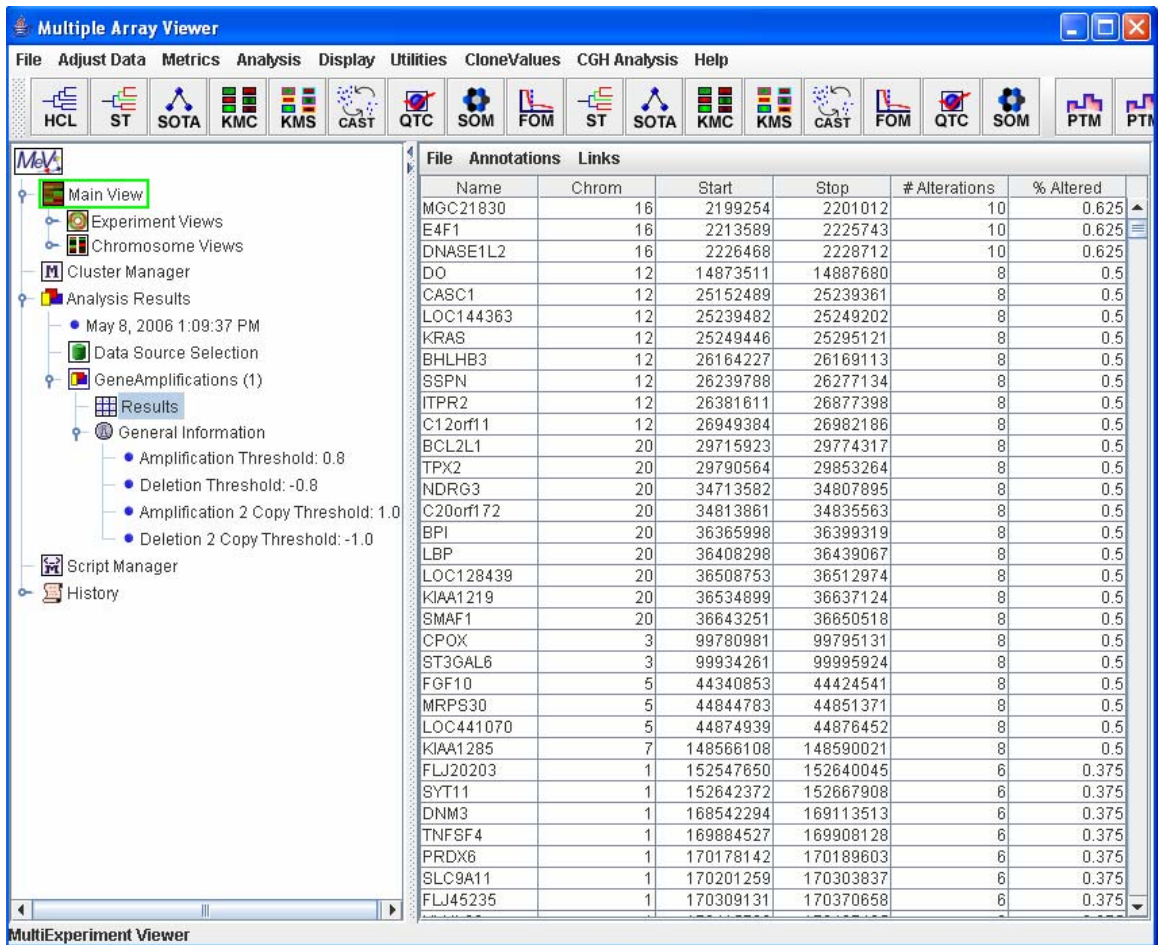 Multiple Array Viewer
File Adjust Data Metrics Analysis Display Utilities CloneValues CGH Analysis Help
HCL ST SOTA KMC KMS CAST QTC SOM FOM ST SOTA KMC KMS CAST FOM QTC SOM PTM PTM
MeV
Main View
Experiment Views
Chromosome Views
M Cluster Manager
Analysis Results
May 8, 2006 1:09:37 PM
Data Source Selection
GeneAmplifications (1)
Results
General Information
Amplification Threshold: 0.8
Deletion Threshold: -0.8
Amplification 2 Copy Threshold: 1.0
Deletion 2 Copy Threshold: -1.0
Script Manager
History
File Annotations Links
Name Chrom Start Stop # Alterations % Altered
MGC21830 16 2199254 2201012 10 0.625
E4F1 16 2213589 2225743 10 0.625
DNASE1L2 16 2226468 2228712 10 0.625
DO 12 14873511 14887680 8 0.5
CASC1 12 25152489 25239361 8 0.5
LOC144363 12 25239482 25249202 8 0.5
KRAS 12 25249446 25295121 8 0.5
BHLHB3 12 26164227 26169113 8 0.5
SSPN 12 26239788 26277134 8 0.5
ITPR2 12 26381611 26877398 8 0.5
C12orf11 12 26949384 26982186 8 0.5
BCL2L1 20 29715923 29774317 8 0.5
TPX2 20 29790564 29853264 8 0.5
NDRG3 20 34713582 34807895 8 0.5
C20orf172 20 34813861 34835563 8 0.5
BPI 20 36365998 36399319 8 0.5
LBP 20 36408298 36439067 8 0.5
LOC128439 20 36508753 36512974 8 0.5
KIAA1219 20 36534899 36637124 8 0.5
SMAF1 20 36643251 36650518 8 0.5
CPOX 3 99780981 99795131 8 0.5
ST3GAL6 3 99934261 99995924 8 0.5
FGF10 5 44340853 44424541 8 0.5
MRPS30 5 44844783 44851371 8 0.5
LOC441070 5 44874939 44876452 8 0.5
KIAA1285 7 148566108 148590021 8 0.5
FLJ20203 1 152547650 152640045 6 0.375
SYT11 1 152642372 152667908 6 0.375
DNM3 1 168542294 169113513 6 0.375
TNFSF4 1 169884527 169908128 6 0.375
PRDX6 1 170178142 170189603 6 0.375
SLC9A11 1 170201259 170303837 6 0.375
FLJ45235 1 170309131 170370658 6 0.375
MultiExperiment Viewer